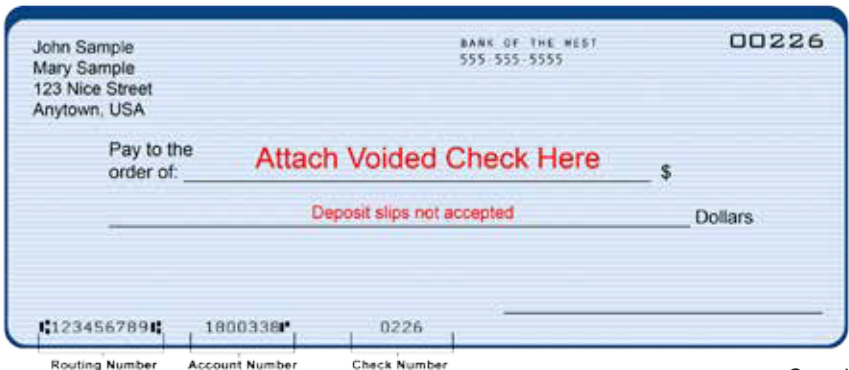 John Sample
Mary Sample
123 Nice Street
Anytown, USA
BANK OF THE WEST
555 555 5555
00226
Pay to the
order of:
Attach Voided Check Here
$
Deposit slips not accepted
Dollars
⑆123456789⑆ 1800338⑈ 0226
Routing Number Account Number Check Number